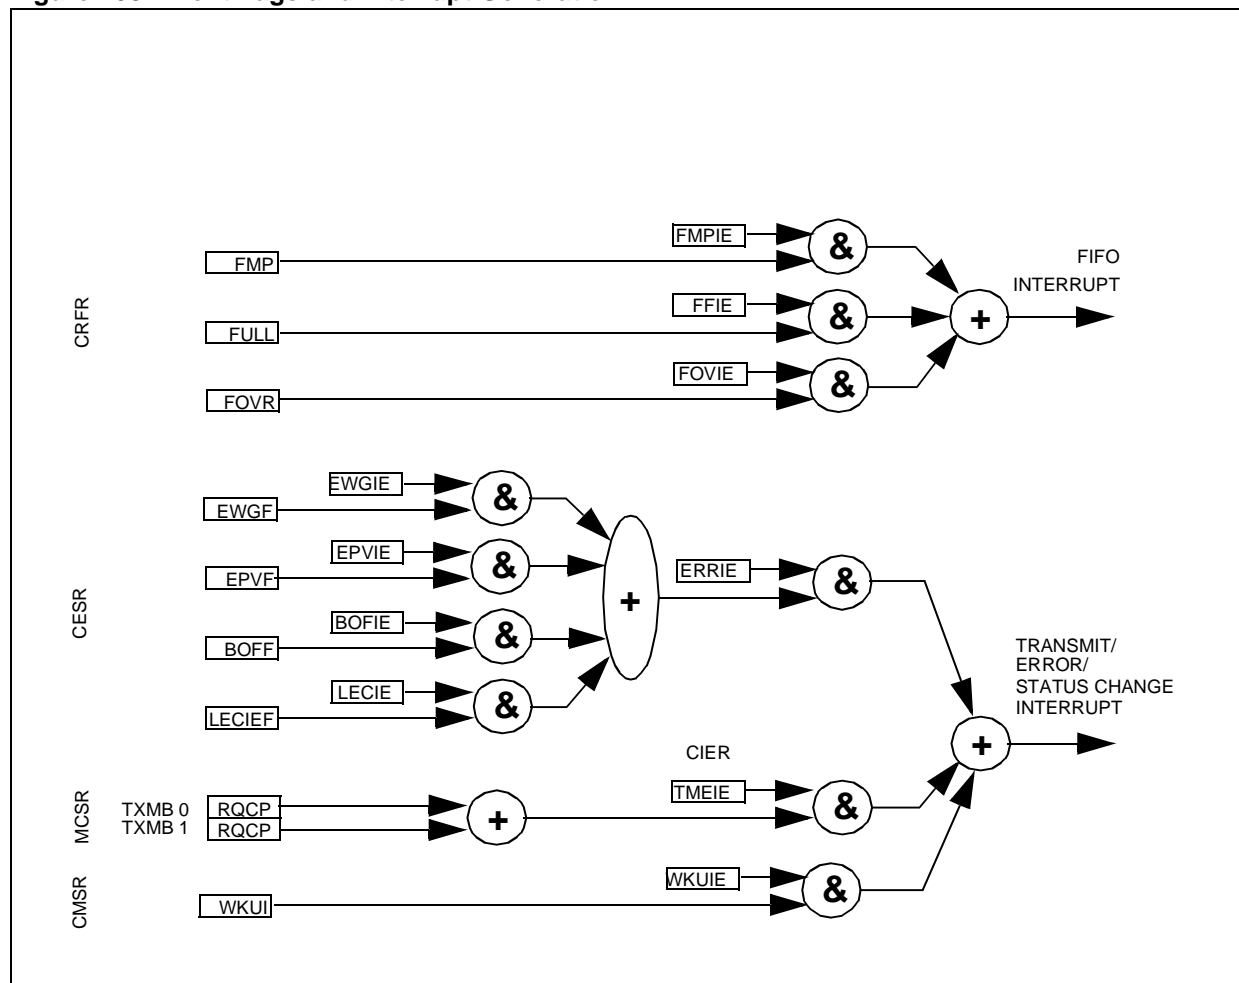 FMPIE
&
FMP
FIFO
INTERRUPT
FFIE
&
+
FULL
CRFR
FOVIE
&
FOVR
EWGIE
&
EWGF
EPVIE
&
EPVF
ERRIE
&
+
CESR
BOFIE
&
BOFF
LECIE
&
LECIEF
TRANSMIT/
ERROR/
STATUS CHANGE
INTERRUPT
+
CIER
MCSR
TXMB 0
RQCP
TXMB 1
RQCP
+
TMEIE
&
CMSR
WKUIE
&
WKUI